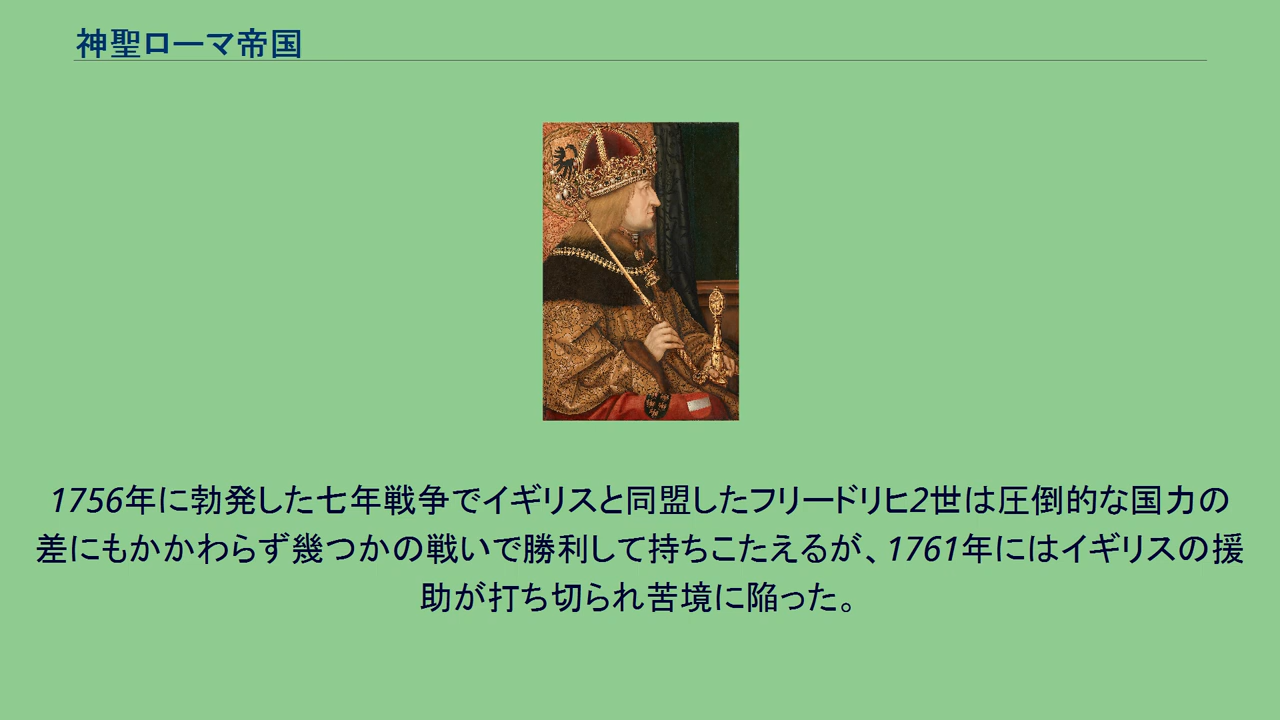 神聖ローマ帝国
1756年に勃発した七年戦争でイギリスと同盟したフリードリヒ2世は圧倒的な国力の
差にもかかわらず幾つかの戦いで勝利して持ちこたえるが、1761年にはイギリスの援
助が打ち切られ苦境に陥った。